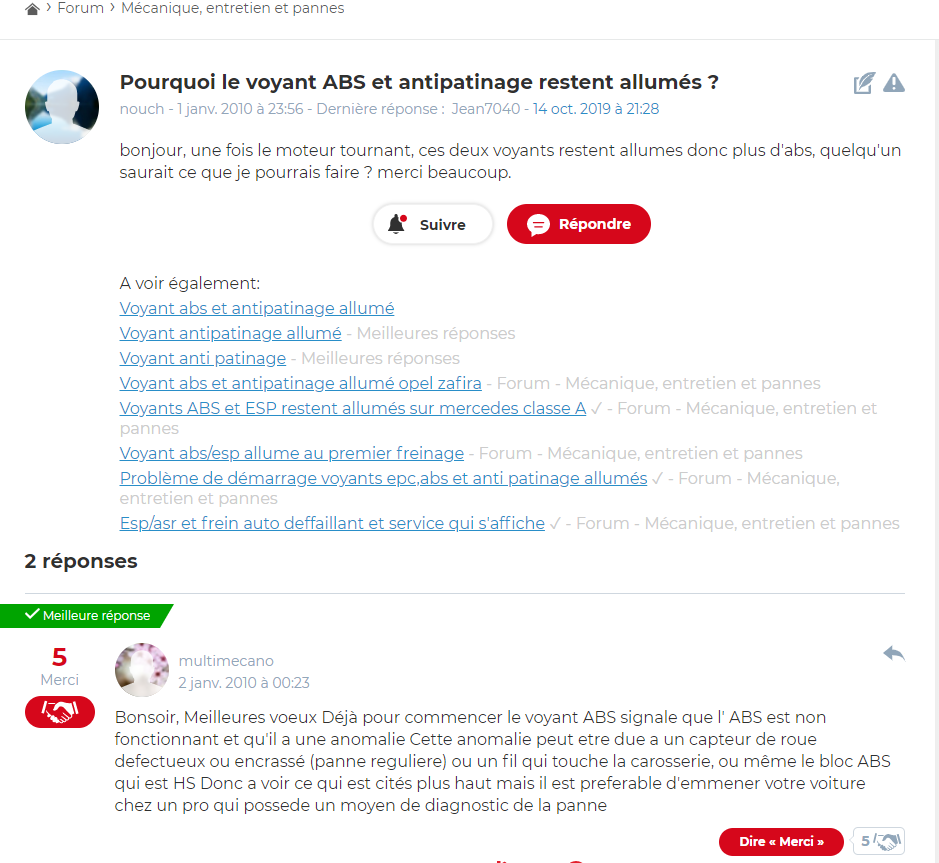 › Forum › Mécanique, entretien et pannes
Pourquoi le voyant ABS et antipatinage restent allumés ?
nouch - 1 janv. 2010 à 23:56 - Dernière réponse : Jean7040 - 14 oct. 2019 à 21:28
bonjour, une fois le moteur tournant, ces deux voyants restent allumes donc plus d'abs, quelqu'un
saurait ce que je pourrais faire ? merci beaucoup.
Suivre
Répondre
A voir également:
Voyant abs et antipatinage allumé
Voyant antipatinage allumé - Meilleures réponses
Voyant anti patinage - Meilleures réponses
Voyant abs et antipatinage allumé opel zafira - Forum - Mécanique, entretien et pannes
Voyants ABS et ESP restent allumés sur mercedes classe A ✓ - Forum - Mécanique, entretien et
pannes
Voyant abs/esp allume au premier freinage - Forum - Mécanique, entretien et pannes
Problème de démarrage voyants epc,abs et anti patinage allumés ✓ - Forum - Mécanique,
entretien et pannes
Esp/asr et frein auto deffaillant et service qui s'affiche ✓ - Forum - Mécanique, entretien et pannes
2 réponses
Meilleure réponse
5
Merci
multimecano
2 janv. 2010 à 00:23
Bonsoir, Meilleures voeux Déjà pour commencer le voyant ABS signale que l' ABS est non
fonctionnant et qu'il a une anomalie Cette anomalie peut etre due a un capteur de roue
defectueux ou encrassé (panne reguliere) ou un fil qui touche la carosserie, ou même le bloc ABS
qui est HS Donc a voir ce qui est cités plus haut mais il est preferable d'emmener votre voiture
chez un pro qui possede un moyen de diagnostic de la panne
Dire « Merci »
5